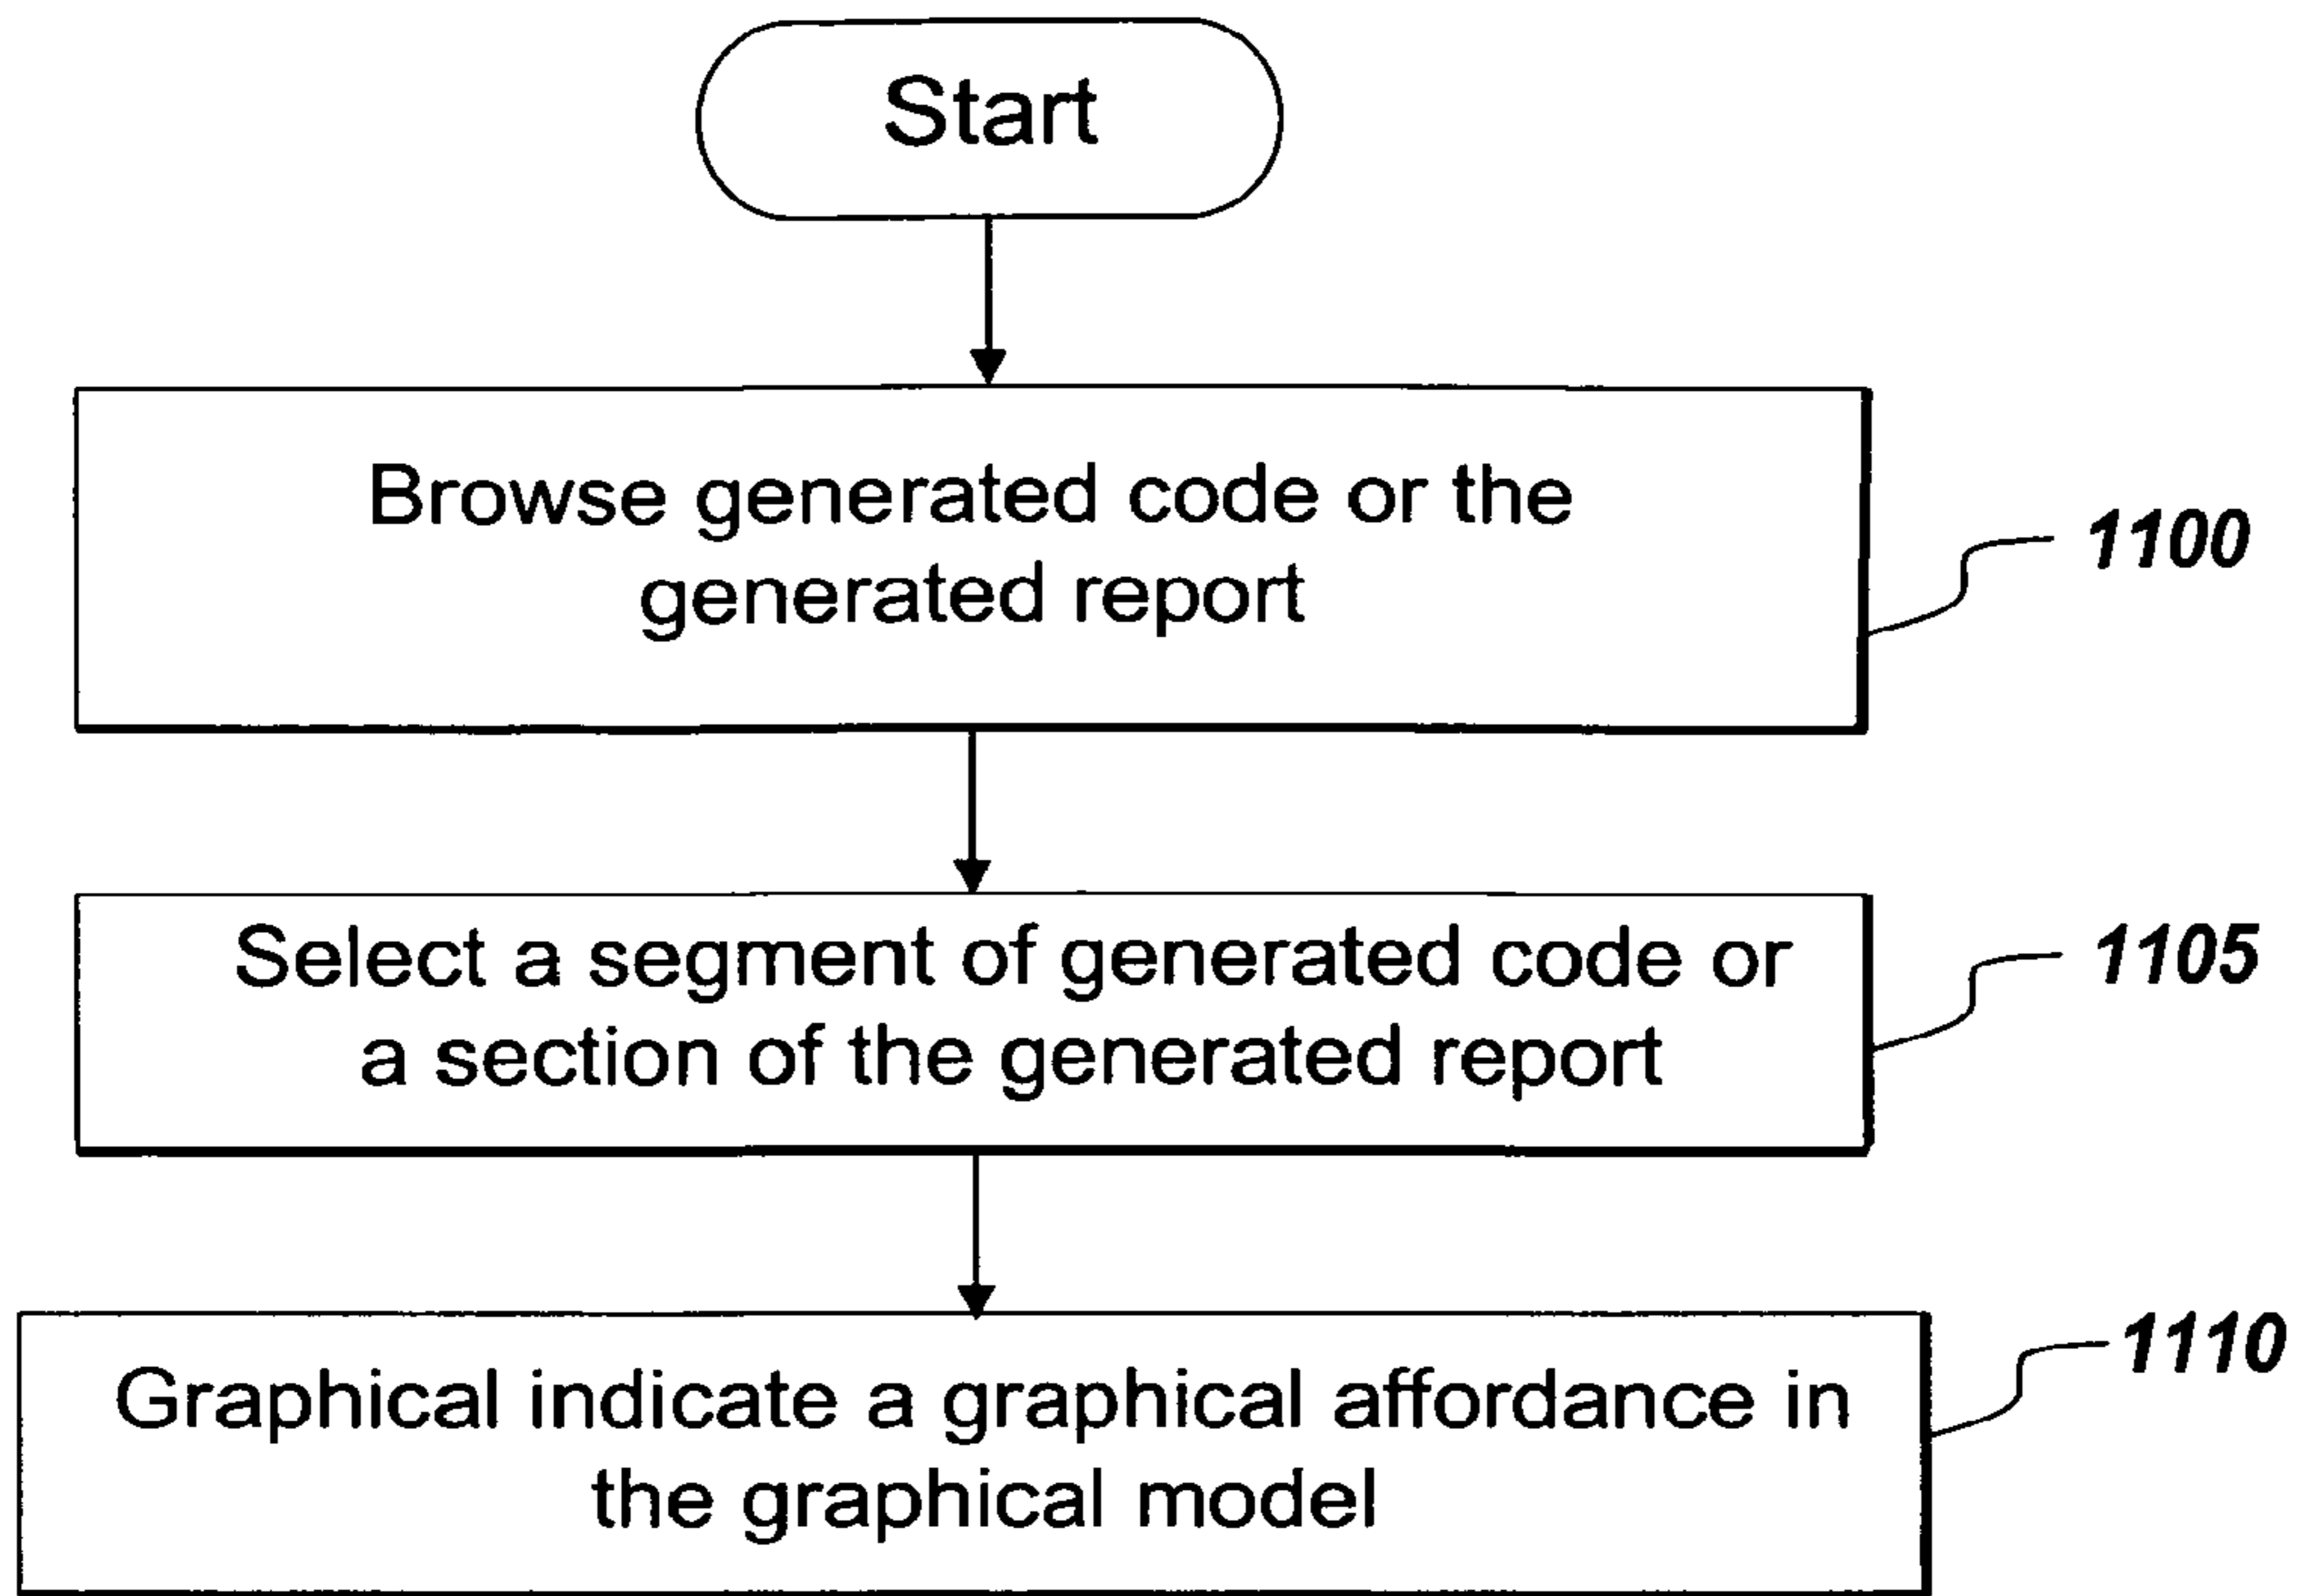 Start
Browse generated code or the
generated report
1100
Select a segment of generated code or
a section of the generated report
1105
Graphical indicate a graphical affordance in
the graphical model
1110